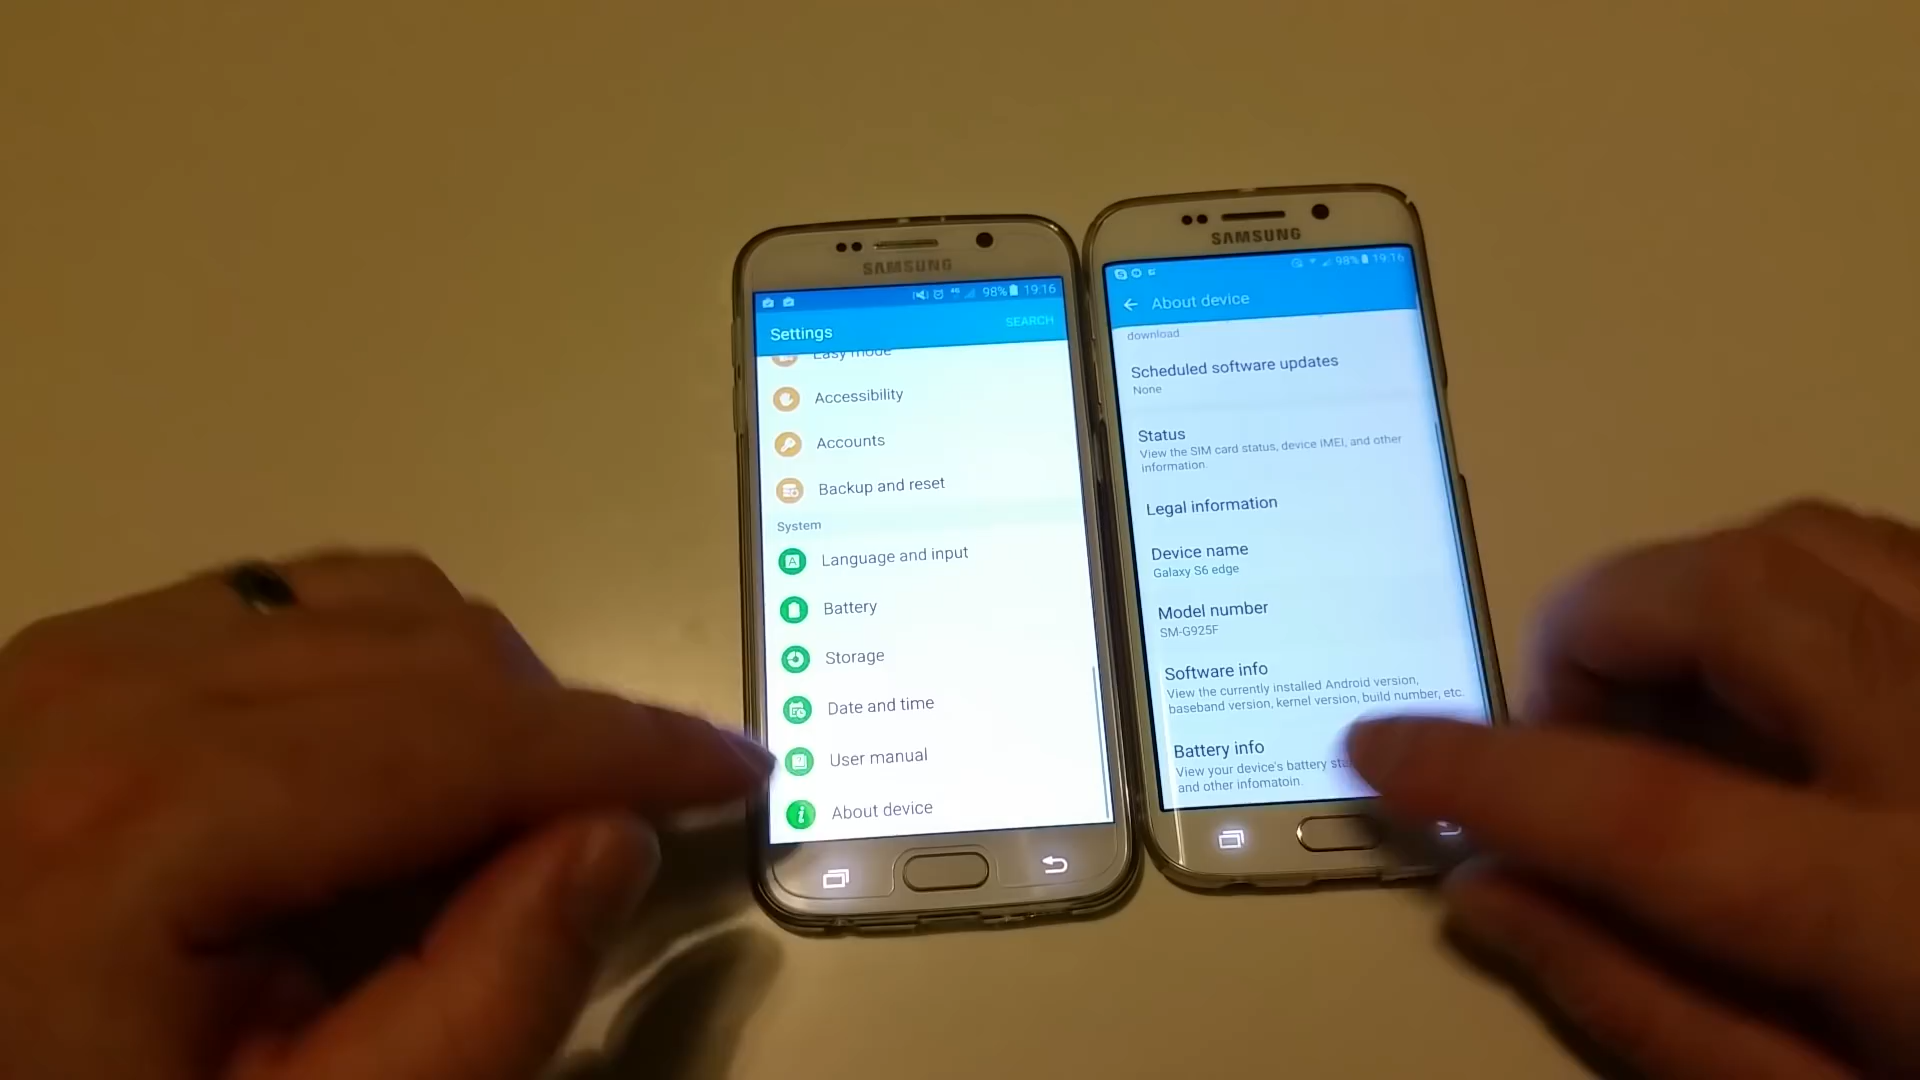 SAMSUNG
98% 19:16
Settings
SEARCH
Easy mode
Accessibility
Accounts
Backup and reset
System
Language and input
Battery
Storage
Date and time
User manual
About device
SAMSUNG
98% 19:16
About device
download
Scheduled software updates
None
Status
View the SIM card status, device IMEI, and other
information.
Legal information
Device name
Galaxy S6 edge
Model number
SM-G925F
Software info
View the currently installed Android version,
baseband version, kernel version, build number, etc.
Battery info
View your device's battery
and other infomatoin.